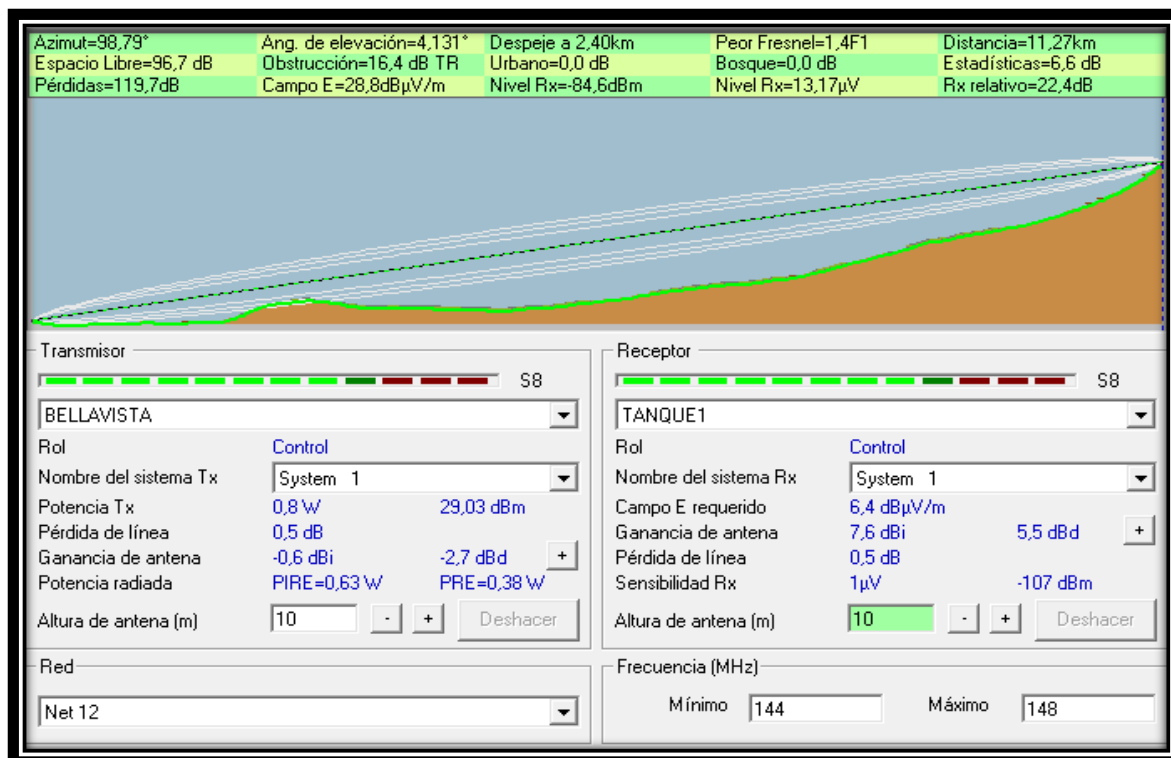 Azimut=98,79° Ang. de elevación=4,131° Despeje a 2,40km Peor Fresnel=1,4F1 Distancia=11,27km
Espacio Libre=96,7 dB Obstrucción=16,4 dB TR Urbano=0,0 dB Bosque=0,0 dB Estadísticas=6,6 dB
Pérdidas=119,7dB Campo E=28,8dBµV/m Nivel Rx=-84,6dBm Nivel Rx=13,17µV Rx relativo=22,4dB
Transmisor
S8
BELLAVISTA
Rol Control
Nombre del sistema Tx System 1
Potencia Tx 0,8 W 29,03 dBm
Pérdida de línea 0,5 dB
Ganancia de antena -0,6 dBi -2,7 dBd +
Potencia radiada PIRE=0,63 W PRE=0,38 W
Altura de antena (m) 10 - + Deshacer
Receptor
S8
TANQUE1
Rol Control
Nombre del sistema Rx System 1
Campo E requerido 6,4 dBµV/m
Ganancia de antena 7,6 dBi 5,5 dBd +
Pérdida de línea 0,5 dB
Sensibilidad Rx 1µV -107 dBm
Altura de antena (m) 10 - + Deshacer
Red
Net 12
Frecuencia (MHz)
Mínimo 144 Máximo 148